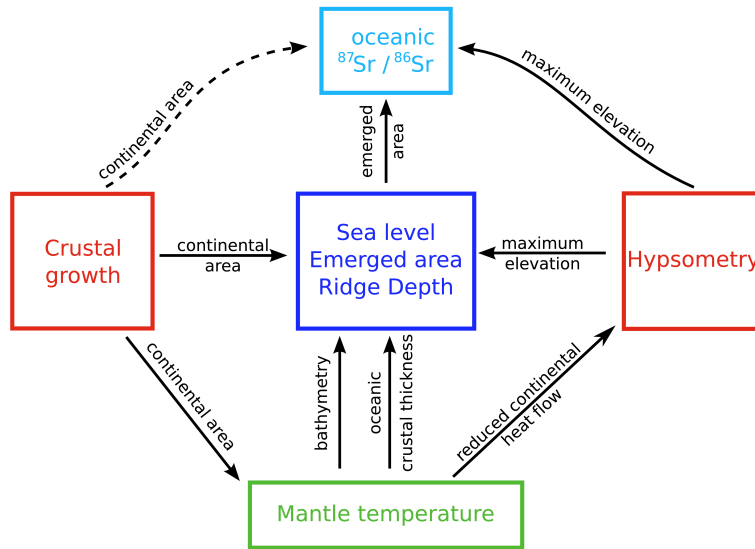 oceanic
87Sr / 86Sr
continental area
emerged
area
maximum elevation
Crustal
growth
continental
area
Sea level
Emerged area
Ridge Depth
maximum
elevation
Hypsometry
continental area
bathymetry
oceanic
crustal thickness
reduced continental
heat flow
Mantle temperature